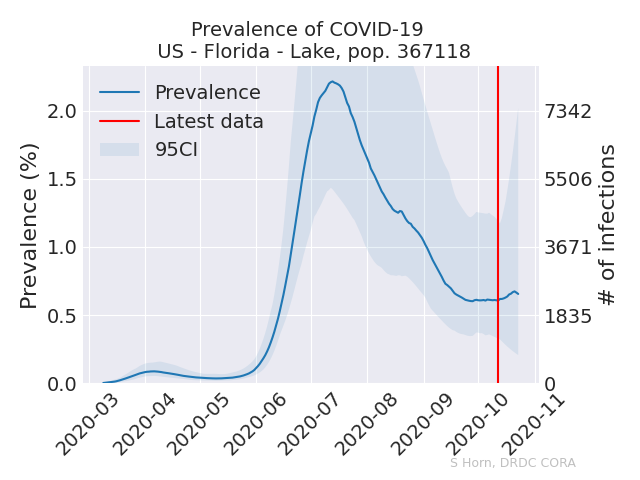 Prevalence of COVID-19
US - Florida - Lake, pop. 367118
Prevalence
Latest data
95CI
Prevalence (%)
2.0
1.5
1.0
0.5
0.0
# of infections
7342
5506
3671
1835
0
2020-03
2020-04
2020-05
2020-06
2020-07
2020-08
2020-09
2020-10
2020-11
S Horn, DRDC CORA